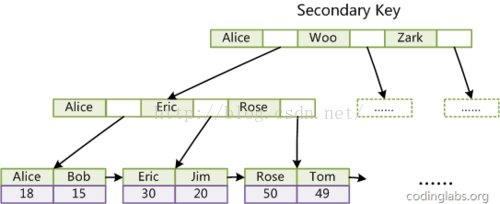 Secondary Key
Alice Woo Zark
Alice Eric Rose
...... ......
http://blog.csdn.net/
Alice Bob Eric Jim Rose Tom
18 15 30 20 50 49
......
codinglabs.org